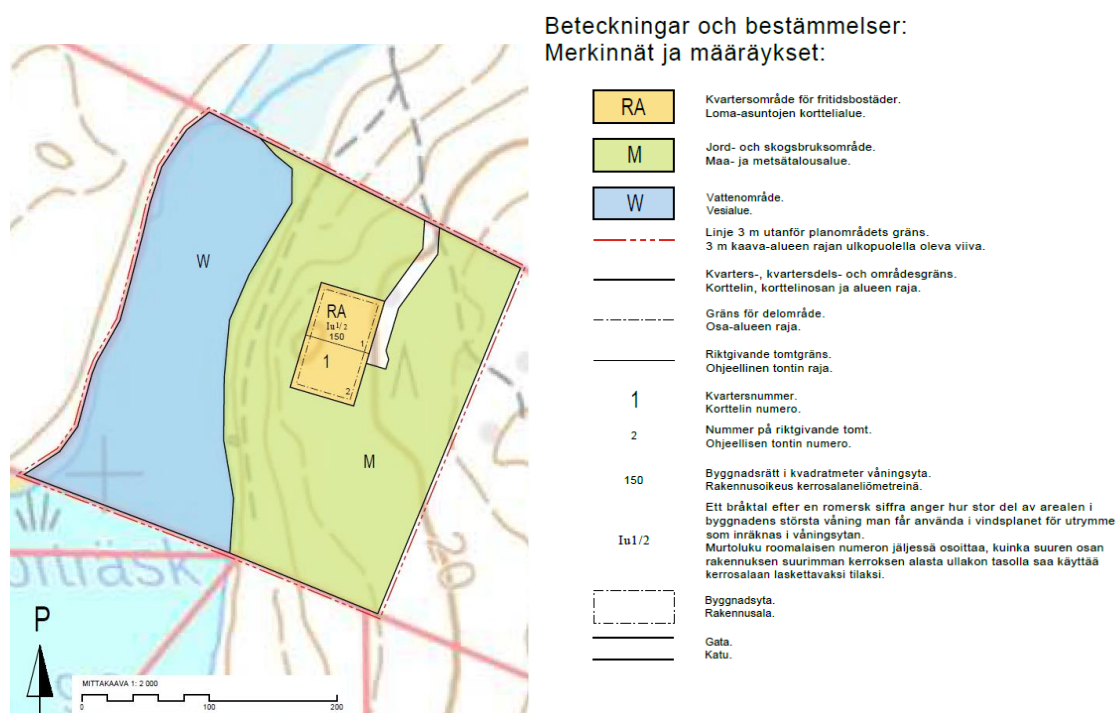 Beteckningar och bestämmelser:
Merkinnät ja määräykset:
RA
Kvartersområde för fritidsbostäder.
Loma-asuntojen korttelialue.
M
Jord- och skogsbruksområde.
Maa- ja metsätalousalue.
W
Vattenområde.
Vesialue.
Linje 3 m utanför planområdets gräns.
3 m kaava-alueen rajan ulkopuolella oleva viiva.
Kvarters-, kvartersdels- och områdesgräns.
Korttelin, korttelinosan ja alueen raja.
Gräns för delområde.
Osa-alueen raja.
Riktgivande tomtgräns.
Ohjeellinen tontin raja.
1
Kvartersnummer.
Korttelin numero.
2
Nummer på riktgivande tomt.
Ohjeellisen tontin numero.
150
Byggnadsrätt i kvadratmeter våningsyta.
Rakennusoikeus kerrosalaneliömetreinä.
Iu1/2
Ett bråktal efter en romersk siffra anger hur stor del av arealen i
byggnadens största våning man får använda i vindsplanet för utrymme
som inräknas i våningsytan.
Murtoluku roomalaisen numeron jäljessä osoittaa, kuinka suuren osan
rakennuksen suurimman kerroksen alasta ullakon tasolla saa käyttää
kerrosalaan laskettavaksi tilaksi.
Byggnadsyta.
Rakennusala.
Gata.
Katu.
W
RA
Iu1/2
150
1
1
2
M
20
träsk
P
MITTAKAAVA 1: 2 000
0
100
200